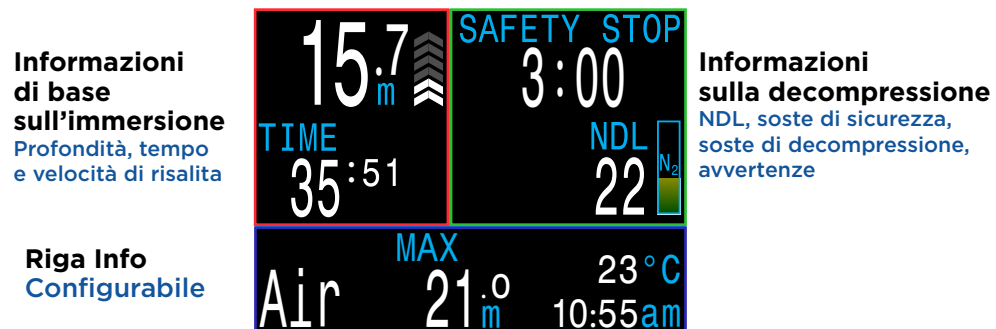 Informazioni
di base
sull'immersione
Profondità, tempo
e velocità di risalita
15.7
m
TIME
35:51
SAFETY STOP
3:00
NDL
22
N2
Informazioni
sulla decompressione
NDL, soste di sicurezza,
soste di decompressione,
avvertenze
Riga Info
Configurabile
MAX
Air
21.0
m
23°C
10:55am